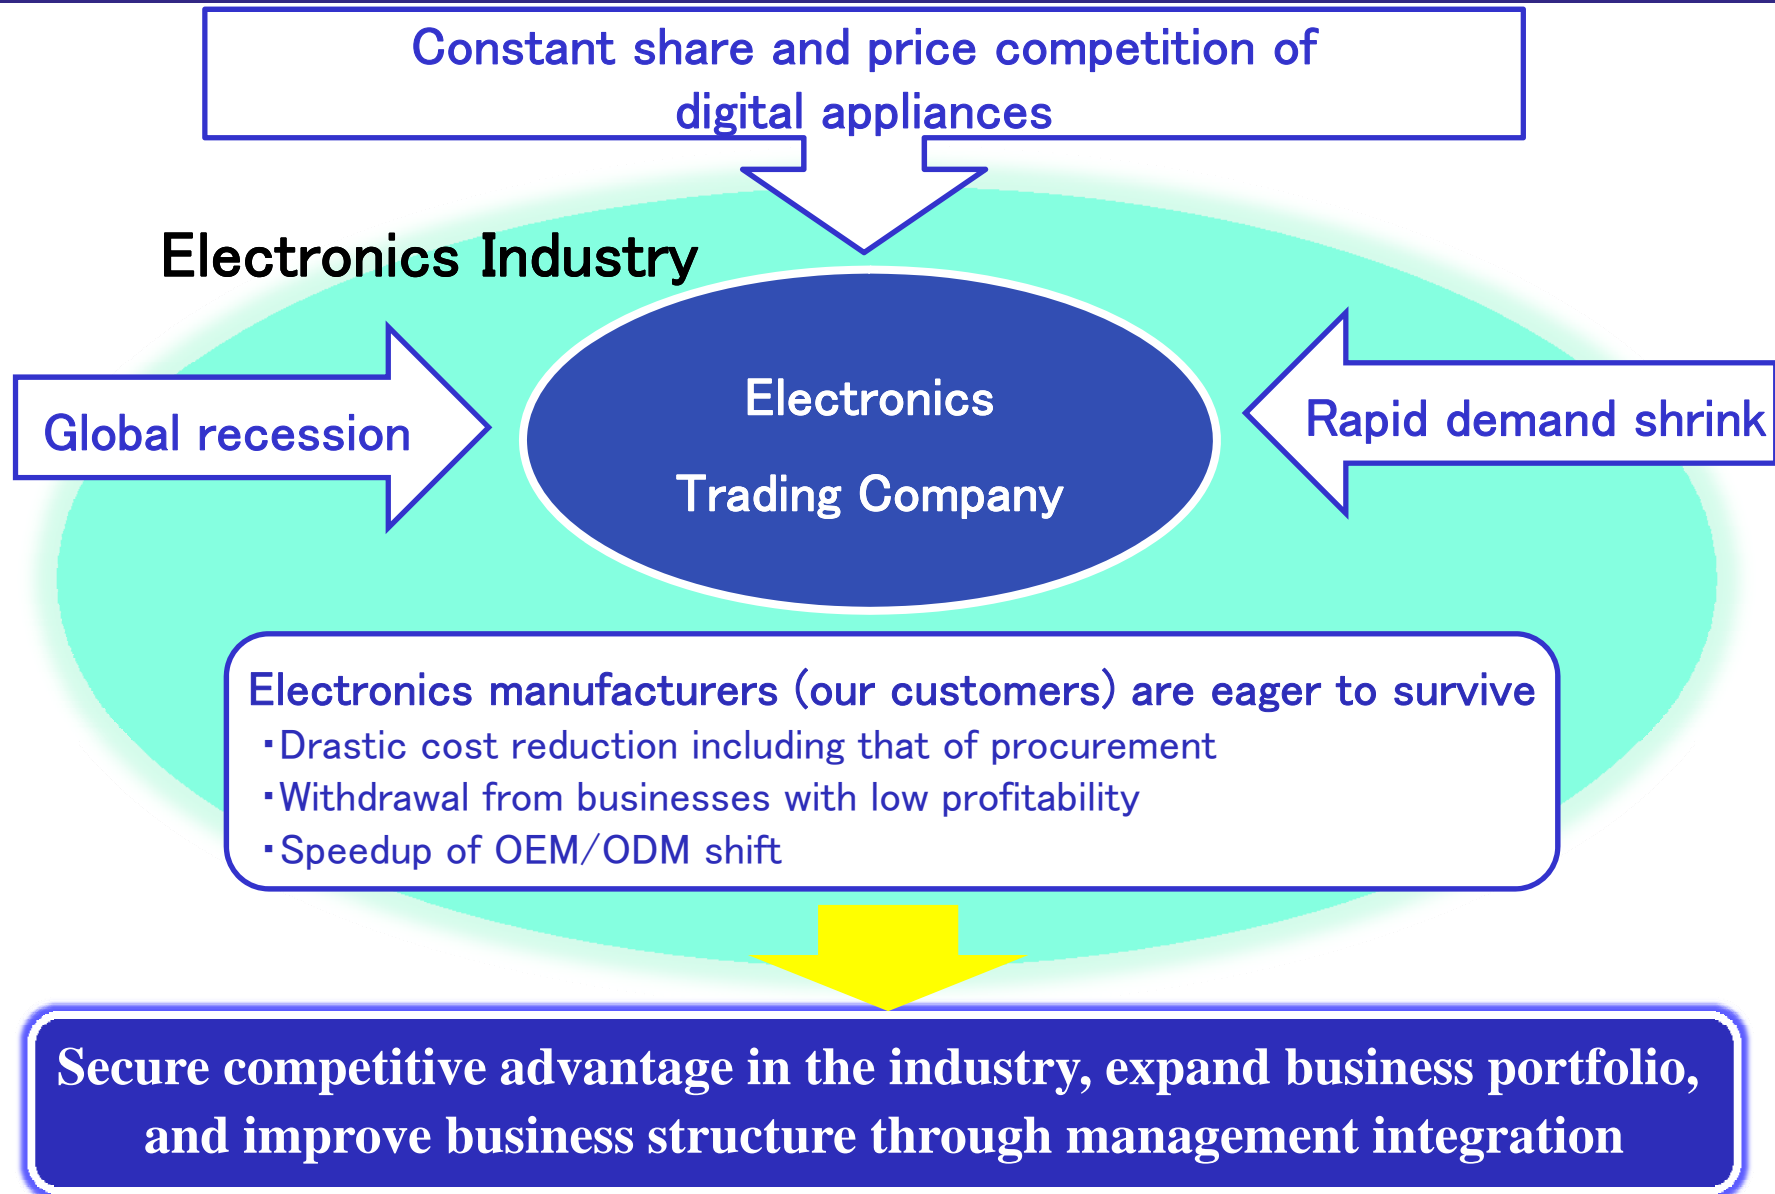 Constant share and price competition of
digital appliances
Electronics Industry
Global recession
Electronics
Trading Company
Rapid demand shrink
Electronics manufacturers (our customers) are eager to survive
・Drastic cost reduction including that of procurement
・Withdrawal from businesses with low profitability
・Speedup of OEM/ODM shift
Secure competitive advantage in the industry, expand business portfolio,
and improve business structure through management integration